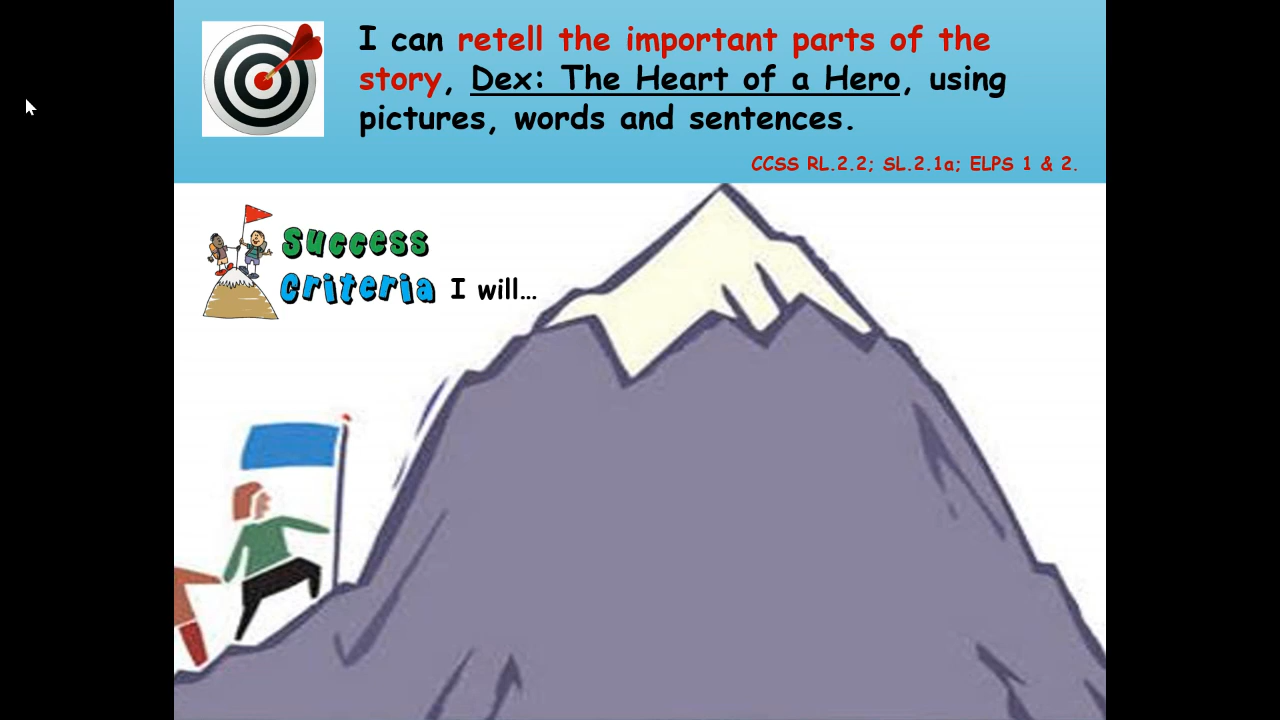 I can retell the important parts of the
story, Dex: The Heart of a Hero, using
pictures, words and sentences.
CCSS RL.2.2; SL.2.1a; ELPS 1 & 2.
Success
Criteria I will…